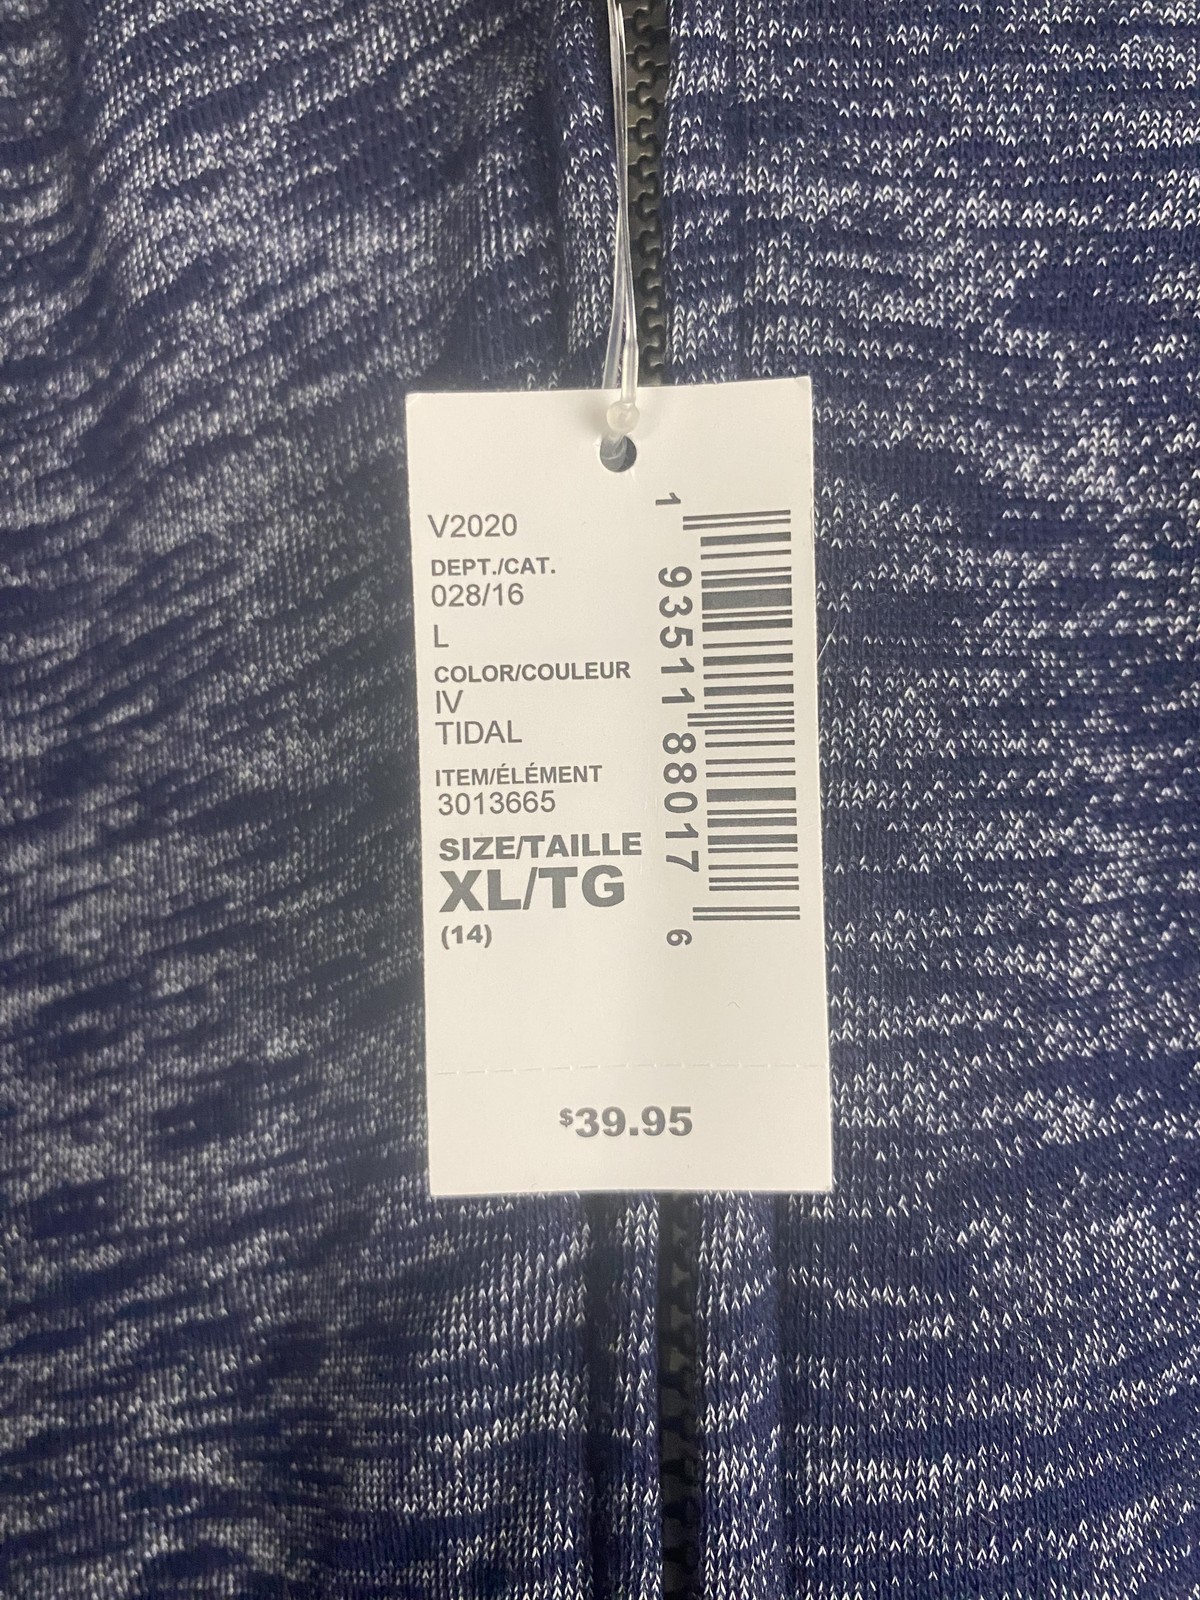 V2020
DEPT./CAT.
028/16
L
COLOR/COULEUR
IV
TIDAL
ITEM/ÉLÉMENT
3013665
SIZE/TAILLE
XL/TG
(14)
1 93511 88017 6
$39.95